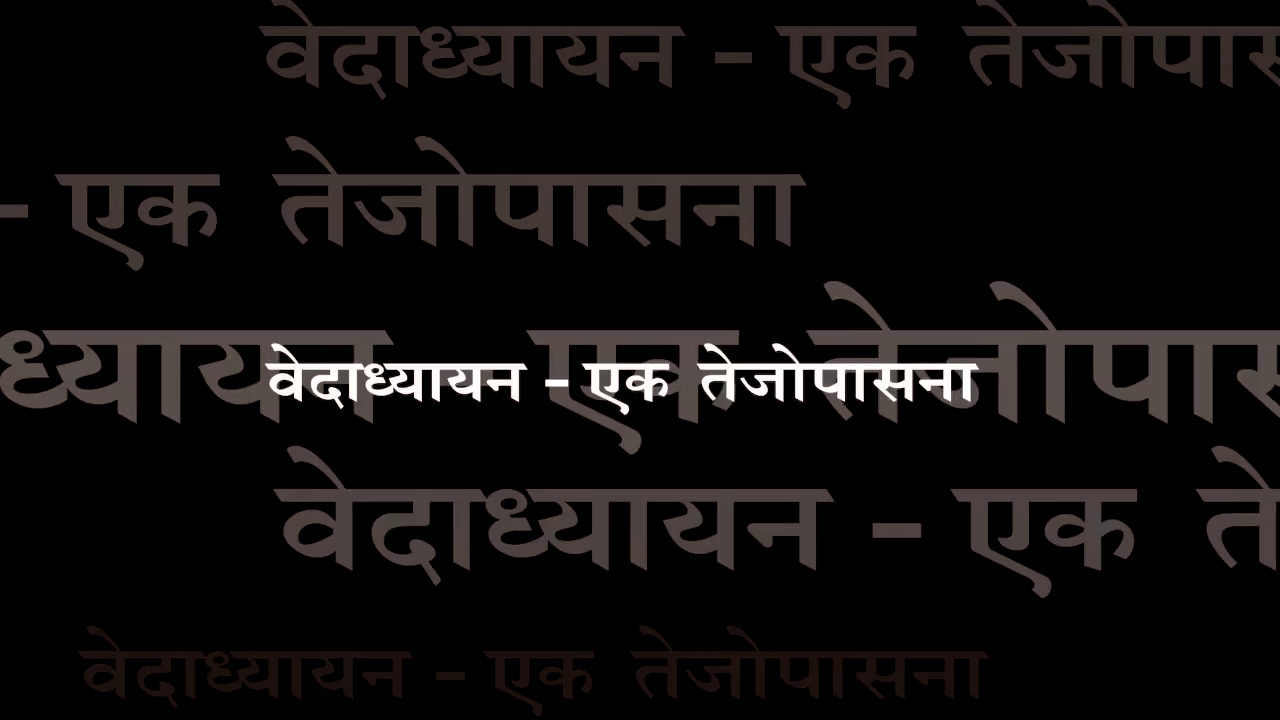 वेदाध्यायन - एक तेजोपास
- एक तेजोपासना
ध्यायन - एक तेजोपास
वेदाध्यायन - एक तेजोपासना
वेदाध्यायन - एक ते
वेदाध्यायन - एक तेजोपासना